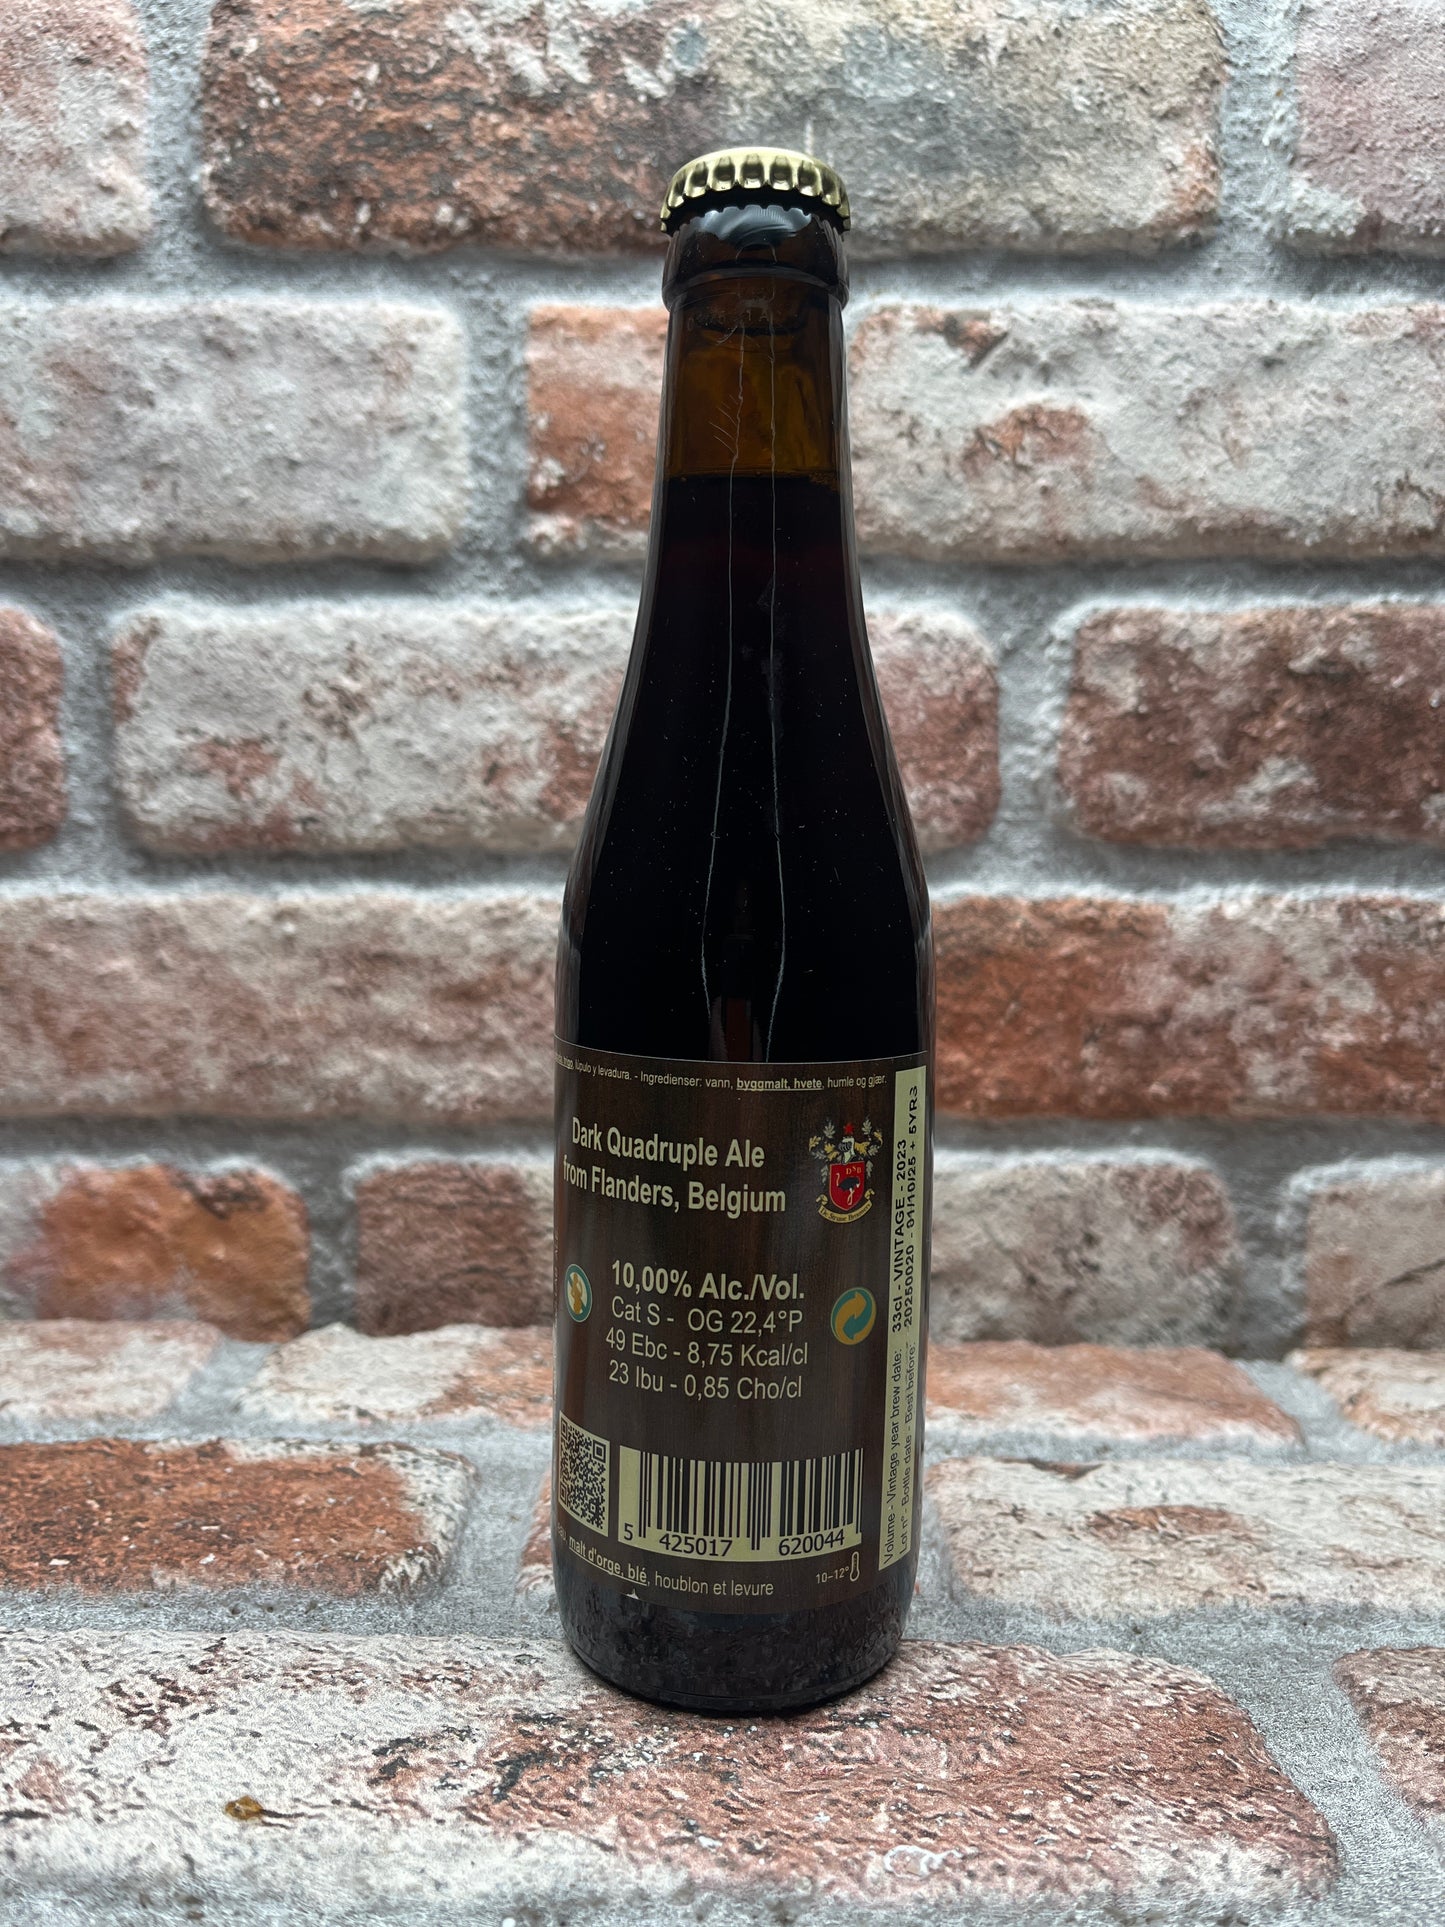 lúpulo y levadura. - Ingredienser: vann, byggmalt, hvete, humle og gjær.
Dark Quadruple Ale
from Flanders, Belgium
10,00% Alc./Vol.
Cat S - OG 22,4°P
49 Ebc - 8,75 Kcal/cl
23 Ibu - 0,85 Cho/cl
5 425017 620044
malt d'orge, blé, houblon et levure
10-12°
Volume - Vintage year brew date: 33cl - VINTAGE - 2023
Lot n° - Bottle date - Best before: 20250020 - 01/10/25 + 5YRS